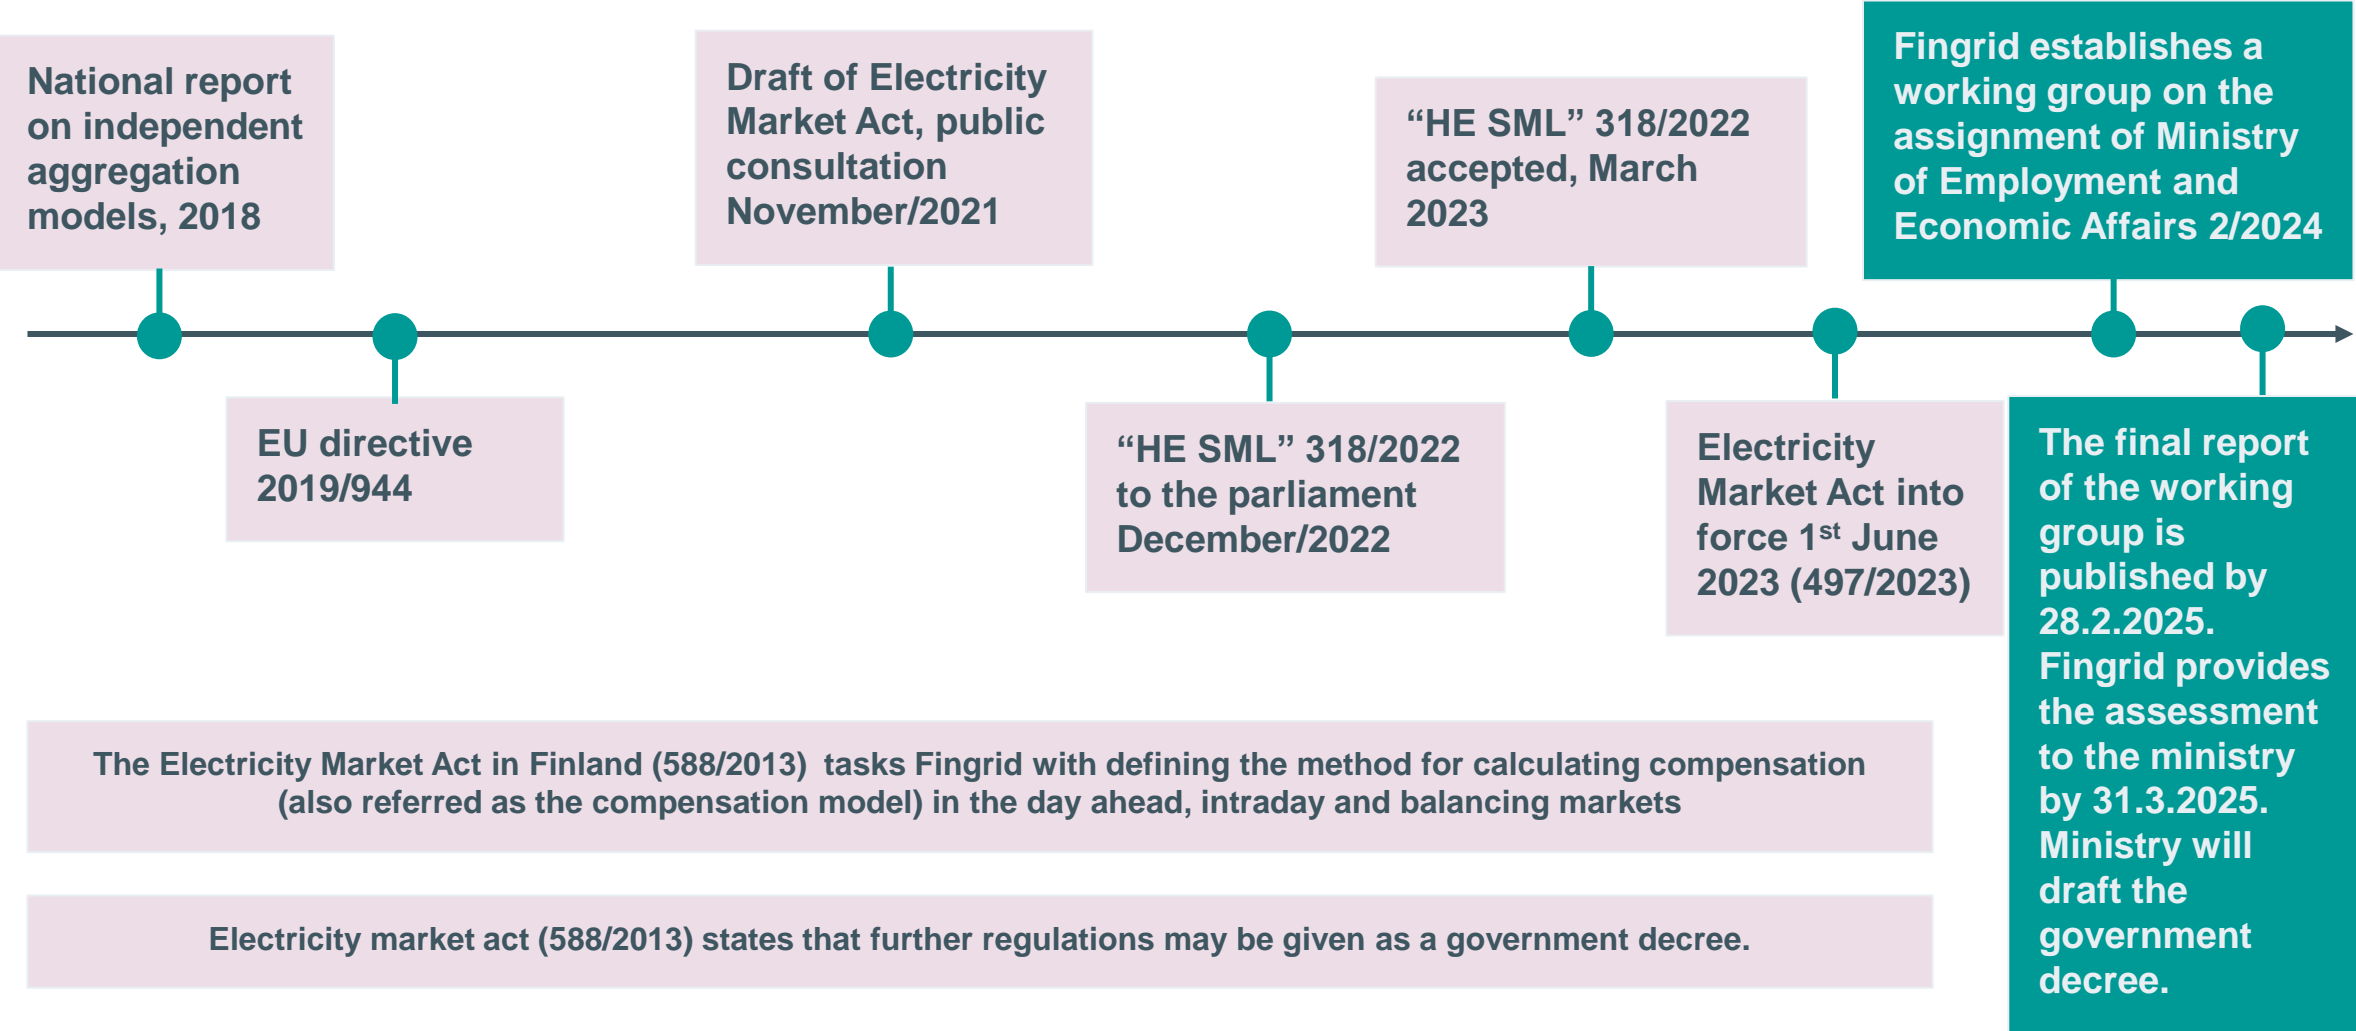 National report
on independent
aggregation
models, 2018
EU directive
2019/944
Draft of Electricity
Market Act, public
consultation
November/2021
“HE SML” 318/2022
to the parliament
December/2022
“HE SML” 318/2022
accepted, March
2023
Electricity
Market Act into
force 1st June
2023 (497/2023)
Fingrid establishes a
working group on the
assignment of Ministry
of Employment and
Economic Affairs 2/2024
The final report
of the working
group is
published by
28.2.2025.
Fingrid provides
the assessment
to the ministry
by 31.3.2025.
Ministry will
draft the
government
decree.
The Electricity Market Act in Finland (588/2013)  tasks Fingrid with defining the method for calculating compensation
(also referred as the compensation model) in the day ahead, intraday and balancing markets
Electricity market act (588/2013) states that further regulations may be given as a government decree.